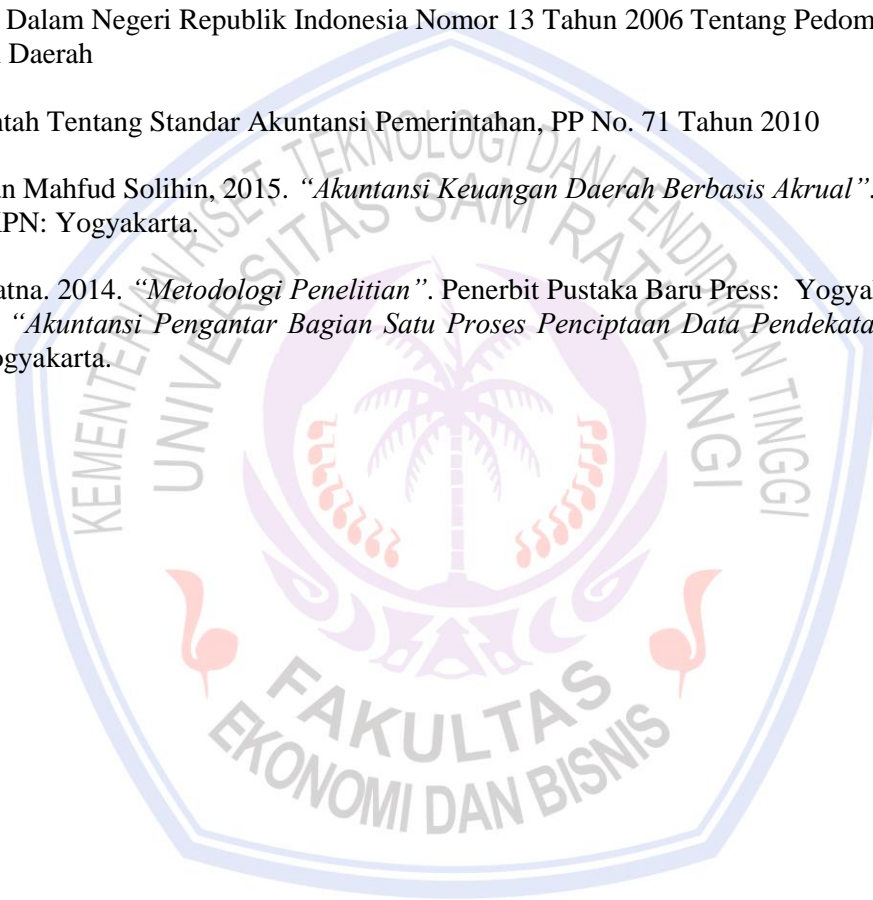 Dalam Negeri Republik Indonesia Nomor 13 Tahun 2006 Tentang Pedom
Daerah
ntah Tentang Standar Akuntansi Pemerintahan, PP No. 71 Tahun 2010
n Mahfud Solihin, 2015. “Akuntansi Keuangan Daerah Berbasis Akrual”.
KPN: Yogyakarta.
atna. 2014. “Metodologi Penelitian”. Penerbit Pustaka Baru Press: Yogya
“Akuntansi Pengantar Bagian Satu Proses Penciptaan Data Pendekata
ogyakarta.
KEMENTERIAN RISET TEKNOLOGI DAN PENDIDIKAN TINGGI
UNIVERSITAS SAM RATULANGI
FAKULTAS
EKONOMI DAN BISNIS